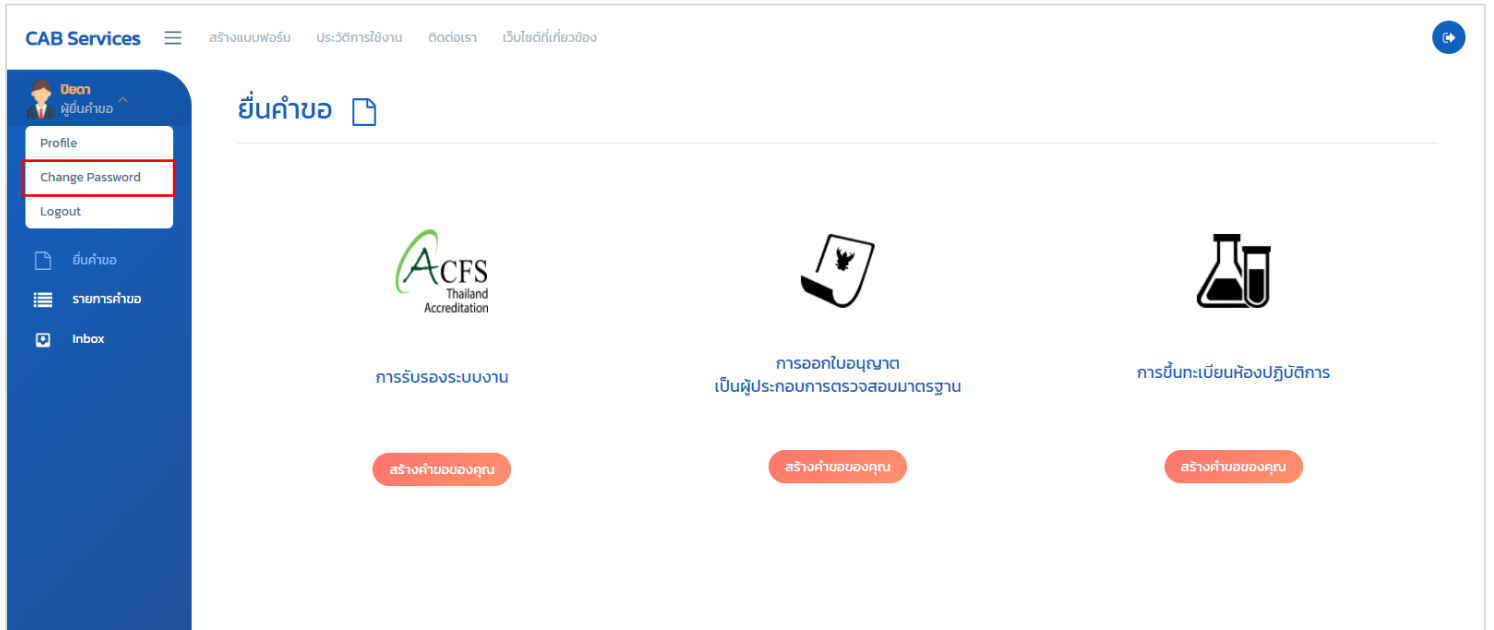 CAB Services
สร้างแบบฟอร์ม
ประวัติการใช้งาน
ติดต่อเรา
เว็บไซต์ที่เกี่ยวข้อง
ปิยดา
ผู้ยื่นคำขอ
Profile
Change Password
Logout
ยื่นคำขอ
รายการคำขอ
Inbox
ยื่นคำขอ
ACFS
Thailand
Accreditation
การรับรองระบบงาน
สร้างคำขอของคุณ
การออกใบอนุญาต
เป็นผู้ประกอบการตรวจสอบมาตรฐาน
สร้างคำขอของคุณ
การขึ้นทะเบียนห้องปฏิบัติการ
สร้างคำขอของคุณ